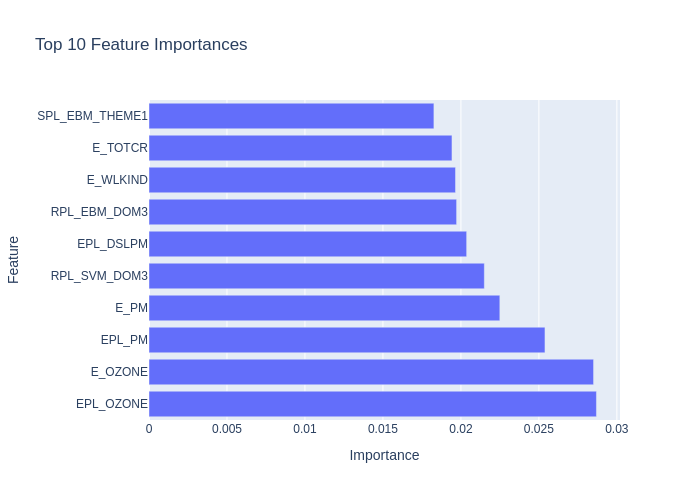 Top 10 Feature Importances
SPL_EBM_THEME1
E_TOTCR
E_WLKIND
RPL_EBM_DOM3
EPL_DSLPM
RPL_SVM_DOM3
E_PM
EPL_PM
E_OZONE
EPL_OZONE
Feature
0 0.005 0.01 0.015 0.02 0.025 0.03
Importance